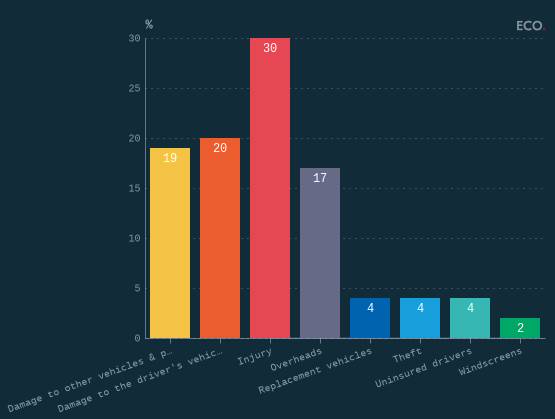 %
ECO.
30
25
20
15
10
5
0
19
20
30
17
4
4
4
2
Damage to other vehicles & p…
Damage to the driver's vehic…
Injury
Overheads
Replacement vehicles
Theft
Uninsured drivers
Windscreens